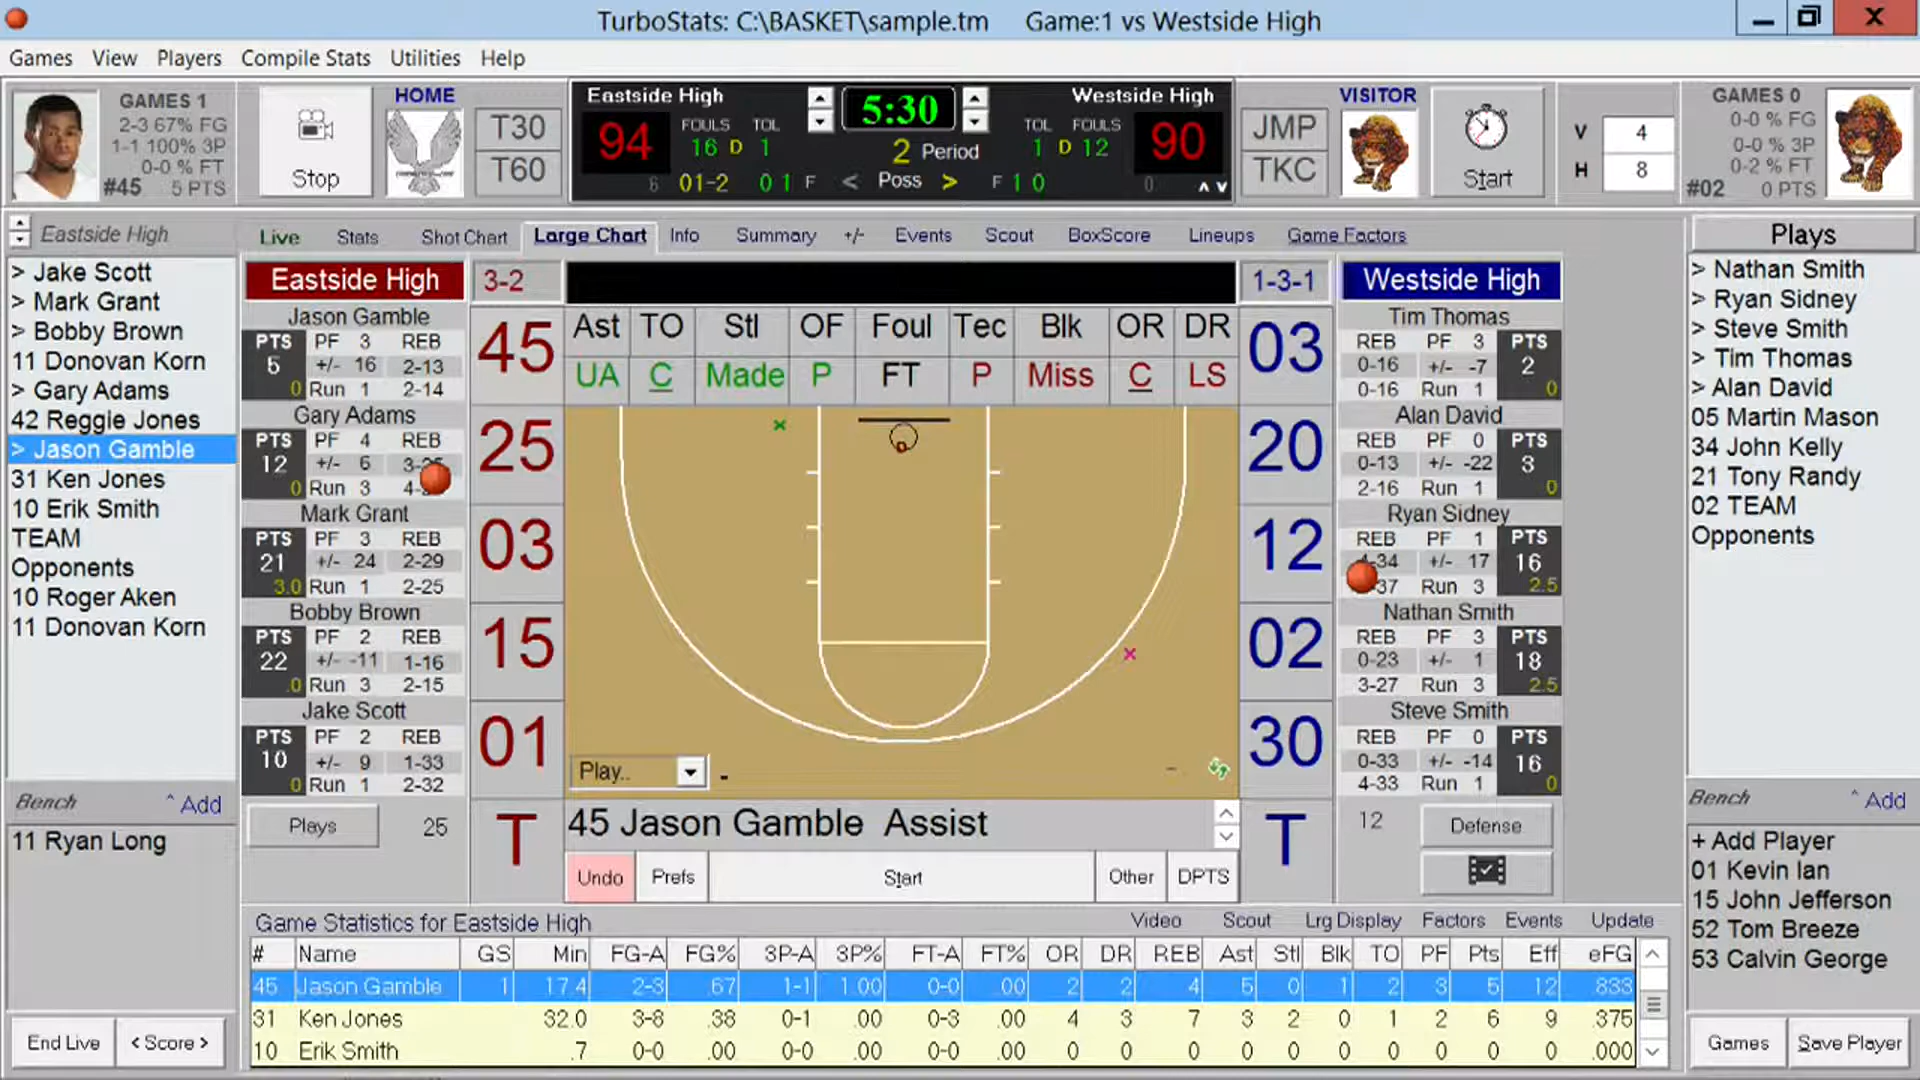 TurboStats: C:\BASKET\sample.tm Game:1 vs Westside High
Games View Players Compile Stats Utilities Help
GAMES 1
2-3 67% FG
1-1 100% 3P
0-0 % FT
#45 5 PTS
Stop
HOME
T30
T60
Eastside High 5:30 Westside High
94 FOULS TOL TOL FOULS 90
16 D 1 2 Period 1 D 12
6 01-2 0 1 F < Poss > F 1 0 0
JMP
TKC
VISITOR
Start
V 4
H 8
GAMES 0
0-0 % FG
0-0 % 3P
0-2 % FT
#02 0 PTS
Eastside High
Live Stats Shot Chart Large Chart Info Summary +/- Events Scout BoxScore Lineups Game Factors
Plays
> Jake Scott
> Mark Grant
> Bobby Brown
11 Donovan Korn
> Gary Adams
42 Reggie Jones
> Jason Gamble
31 Ken Jones
10 Erik Smith
TEAM
Opponents
10 Roger Aken
11 Donovan Korn
Bench ^ Add
11 Ryan Long
End Live < Score >
Eastside High 3-2
Jason Gamble
PTS PF 3 REB
5 +/- 16 2-13
0 Run 1 2-14
45
Gary Adams
PTS PF 4 REB
12 +/- 6
0 Run 3
25
Mark Grant
PTS PF 3 REB
21 +/- 24 2-29
3.0 Run 1 2-25
03
Bobby Brown
PTS PF 2 REB
22 +/- -11 1-16
.0 Run 3 2-15
15
Jake Scott
PTS PF 2 REB
10 +/- 9 1-33
0 Run 1 2-32
01
Plays 25 T
Ast TO Stl OF Foul Tec Blk OR DR
UA C Made P FT P Miss C LS
Play..
45 Jason Gamble Assist
Undo Prefs Start Other DPTS
1-3-1 Westside High
03
Tim Thomas
REB PF 3 PTS
0-16 +/- -7 2
0-16 Run 1 0
20
Alan David
REB PF 0 PTS
0-13 +/- -22 3
2-16 Run 1 0
12
Ryan Sidney
REB PF 1 PTS
+/- 17 16
Run 3 2.5
02
Nathan Smith
REB PF 3 PTS
0-23 +/- 1 18
3-27 Run 3 2.5
30
Steve Smith
REB PF 0 PTS
0-33 +/- -14 16
4-33 Run 1 0
T 12 Defense
> Nathan Smith
> Ryan Sidney
> Steve Smith
> Tim Thomas
> Alan David
05 Martin Mason
34 John Kelly
21 Tony Randy
02 TEAM
Opponents
Bench ^ Add
+ Add Player
01 Kevin Ian
15 John Jefferson
52 Tom Breeze
53 Calvin George
Games Save Player
Game Statistics for Eastside High Video Scout Lrg Display Factors Events Update
# Name GS Min FG-A FG% 3P-A 3P% FT-A FT% OR DR REB Ast Stl Blk TO PF Pts Eff eFG
45 Jason Gamble 1 17.4 2-3 .67 1-1 1.00 0-0 .00 2 2 4 5 0 1 2 3 5 12 .833
31 Ken Jones 32.0 3-8 .38 0-1 .00 0-3 .00 4 3 7 3 2 0 1 2 6 9 .375
10 Erik Smith .7 0-0 .00 0-0 .00 0-0 .00 0 0 0 0 0 0 0 0 0 0 .000